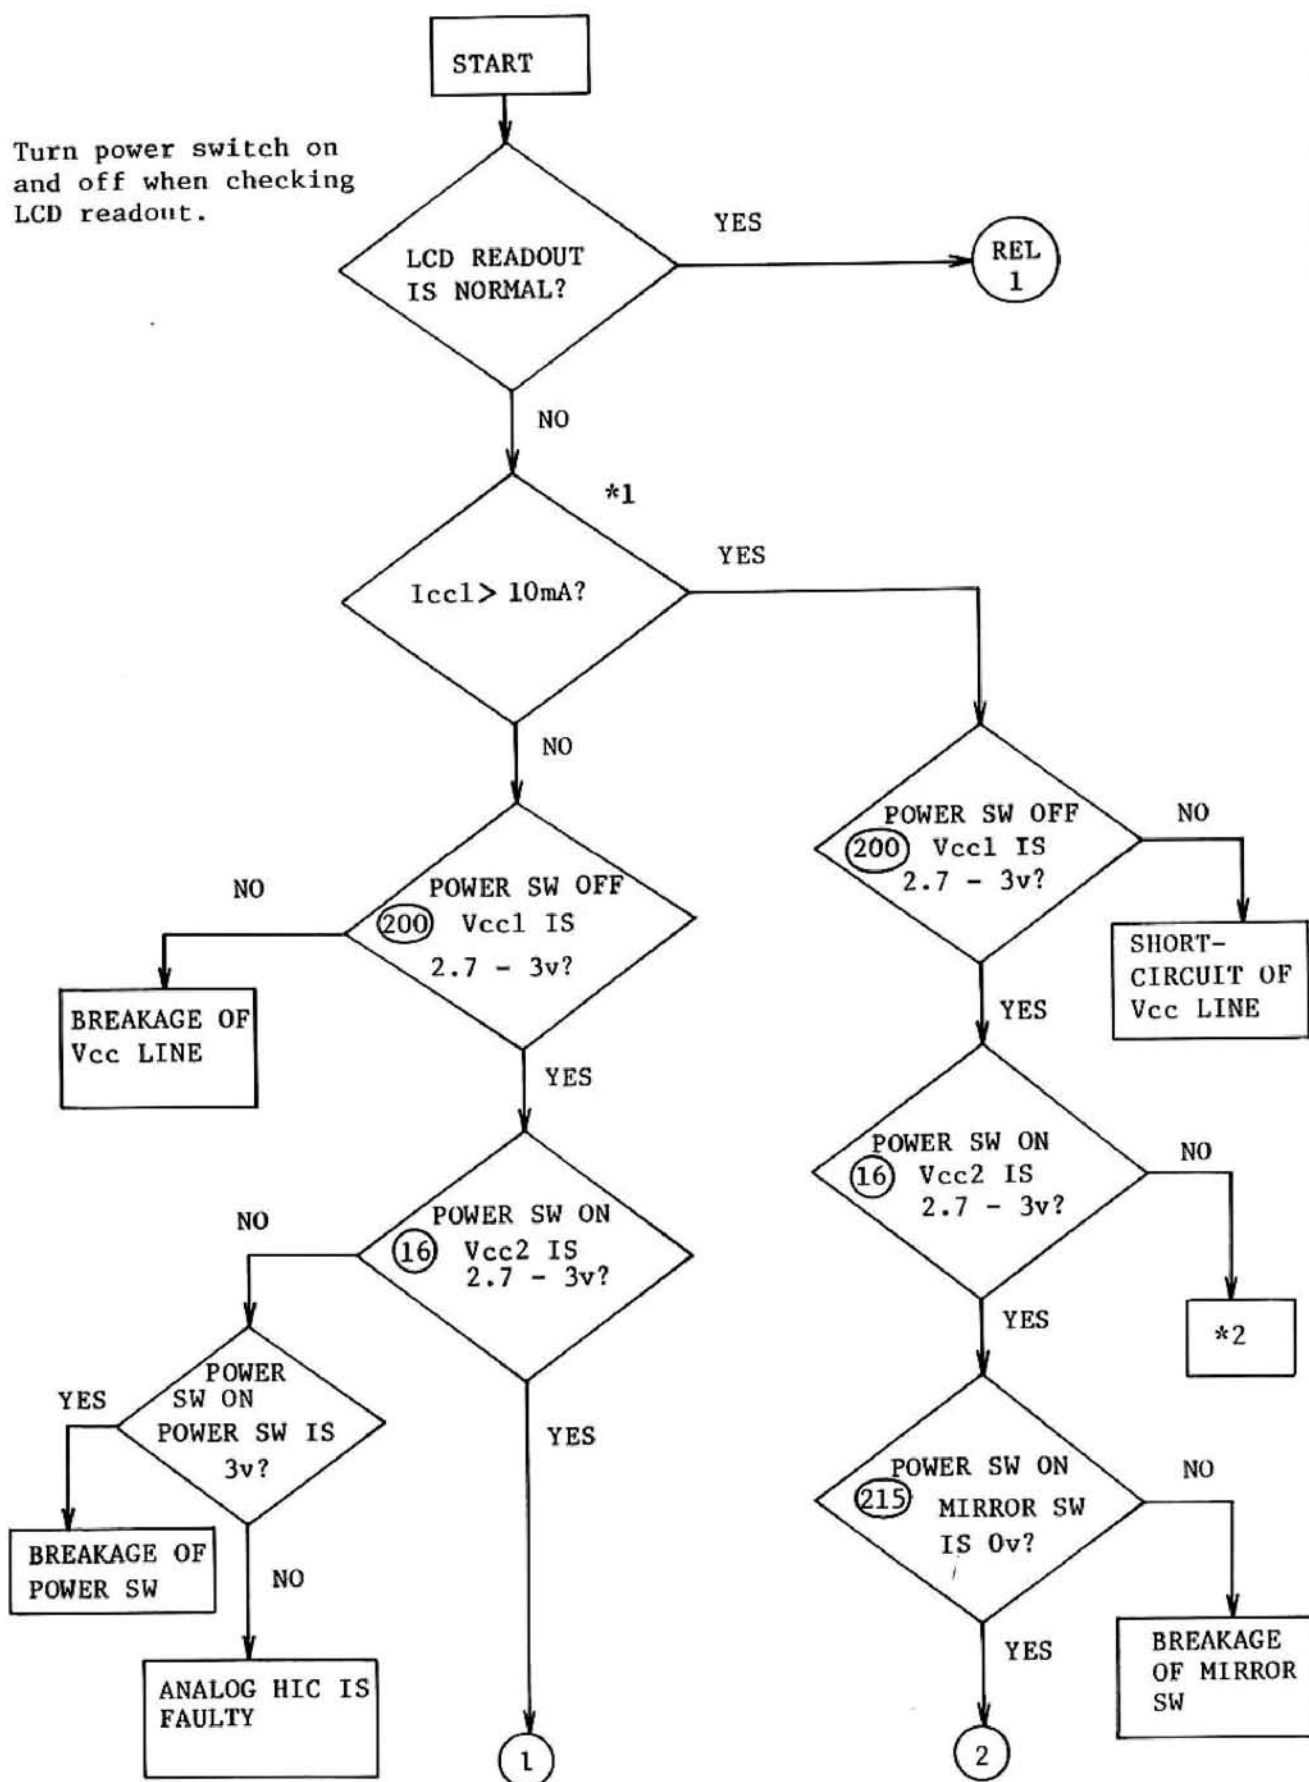 START
Turn power switch on
and off when checking
LCD readout.
YES
LCD READOUT
IS NORMAL?
REL
1
NO
*1
YES
Icc1> 10mA?
NO
POWER SW OFF
200 Vcc1 IS
2.7 - 3v?
NO
SHORT-
CIRCUIT OF
Vcc LINE
YES
NO
POWER SW OFF
200 Vcc1 IS
2.7 - 3v?
BREAKAGE OF
Vcc LINE
YES
POWER SW ON
16 Vcc2 IS
2.7 - 3v?
NO
*2
YES
NO
POWER SW ON
16 Vcc2 IS
2.7 - 3v?
YES
POWER
SW ON
POWER SW IS
3v?
YES
BREAKAGE OF
POWER SW
NO
ANALOG HIC IS
FAULTY
1
POWER SW ON
215 MIRROR SW
IS 0v?
NO
BREAKAGE
OF MIRROR
SW
YES
2